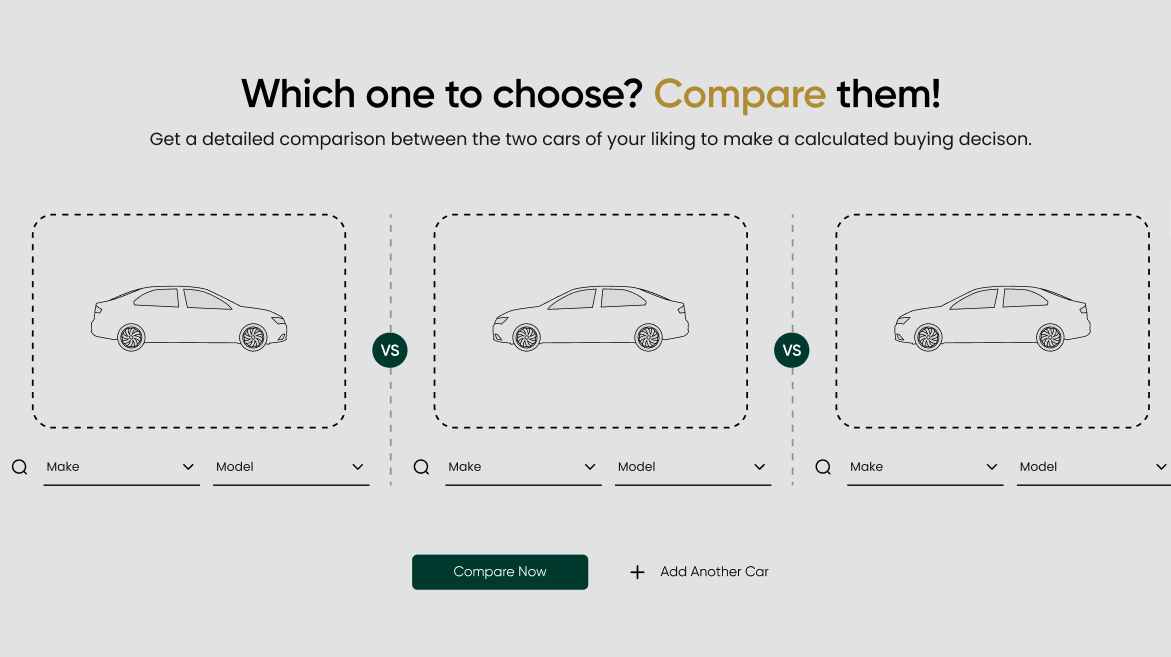 Which one to choose? Compare them!
Get a detailed comparison between the two cars of your liking to make a calculated buying decison.
VS
VS
Make
Model
Make
Model
Make
Model
Compare Now
Add Another Car